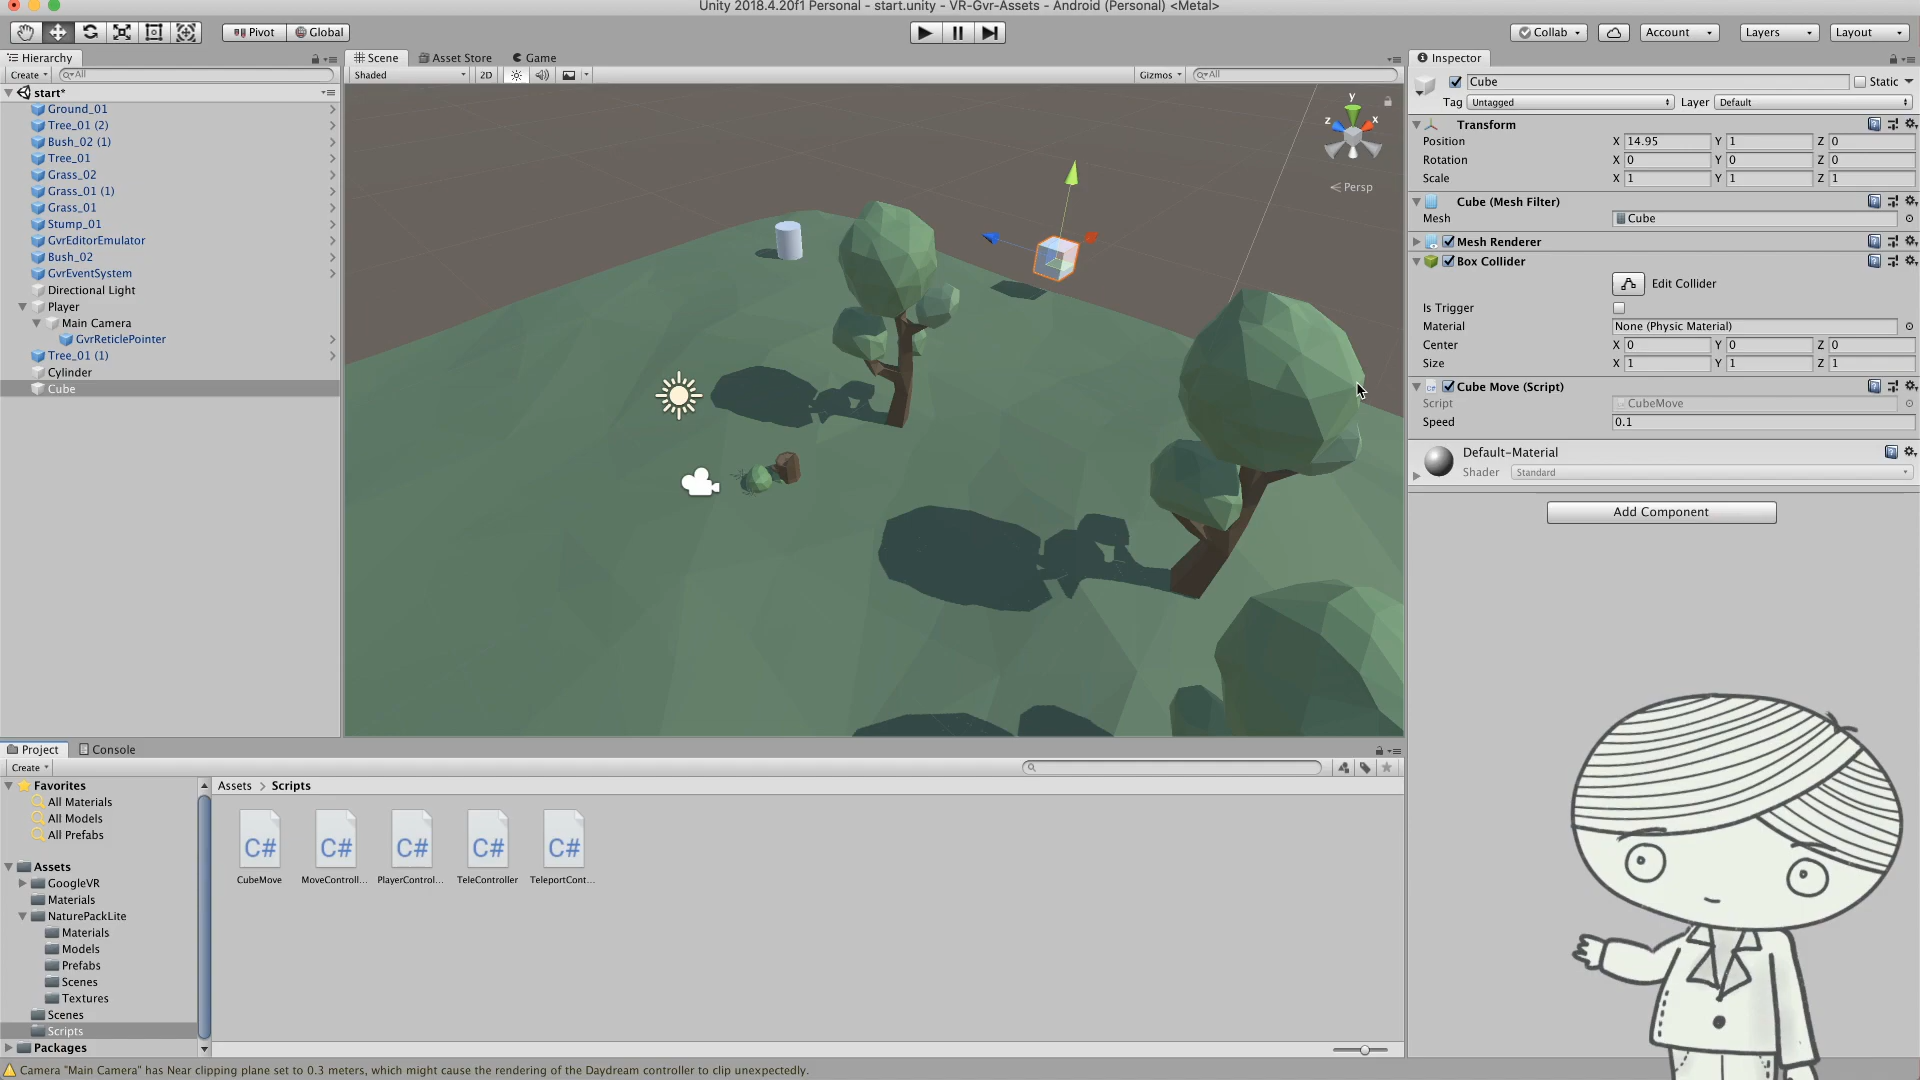 Unity 2018.4.20f1 Personal - start.unity - VR-Gvr-Assets - Android (Personal) <Metal>
Pivot Global Collab Account Layers Layout
Hierarchy
Create All
start*
Ground_01
Tree_01 (2)
Bush_02 (1)
Tree_01
Grass_02
Grass_01 (1)
Grass_01
Stump_01
GvrEditorEmulator
Bush_02
GvrEventSystem
Directional Light
Player
Main Camera
GvrReticlePointer
Tree_01 (1)
Cylinder
Cube
Scene Asset Store Game
Shaded 2D Gizmos All
y
z x
Persp
Inspector
Cube Static
Tag Untagged Layer Default
Transform
Position X 14.95 Y 1 Z 0
Rotation X 0 Y 0 Z 0
Scale X 1 Y 1 Z 1
Cube (Mesh Filter)
Mesh Cube
Mesh Renderer
Box Collider
Edit Collider
Is Trigger
Material None (Physic Material)
Center X 0 Y 0 Z 0
Size X 1 Y 1 Z 1
Cube Move (Script)
Script CubeMove
Speed 0.1
Default-Material
Shader Standard
Add Component
Project Console
Create
Favorites
All Materials
All Models
All Prefabs
Assets
GoogleVR
Materials
NaturePackLite
Materials
Models
Prefabs
Scenes
Textures
Scenes
Scripts
Packages
Assets > Scripts
C# C# C# C# C#
CubeMove MoveControll... PlayerControl... TeleController TeleportCont...
Camera "Main Camera" has Near clipping plane set to 0.3 meters, which might cause the rendering of the Daydream controller to clip unexpectedly.